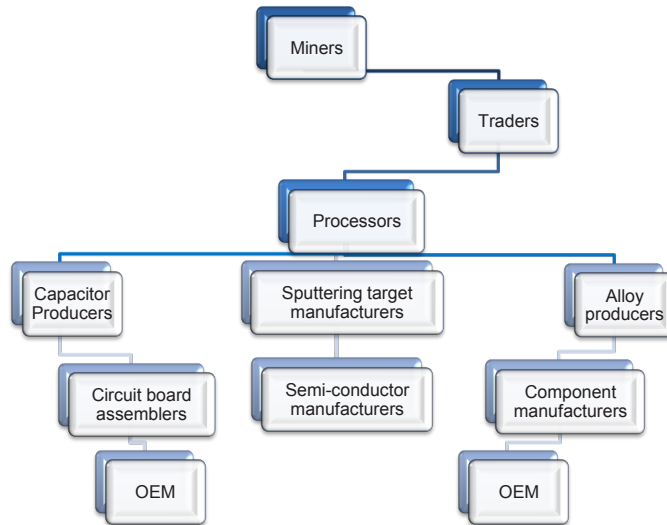 Miners
Traders
Processors
Capacitor
Producers
Sputtering target
manufacturers
Alloy
producers
Circuit board
assemblers
Semi-conductor
manufacturers
Component
manufacturers
OEM
OEM